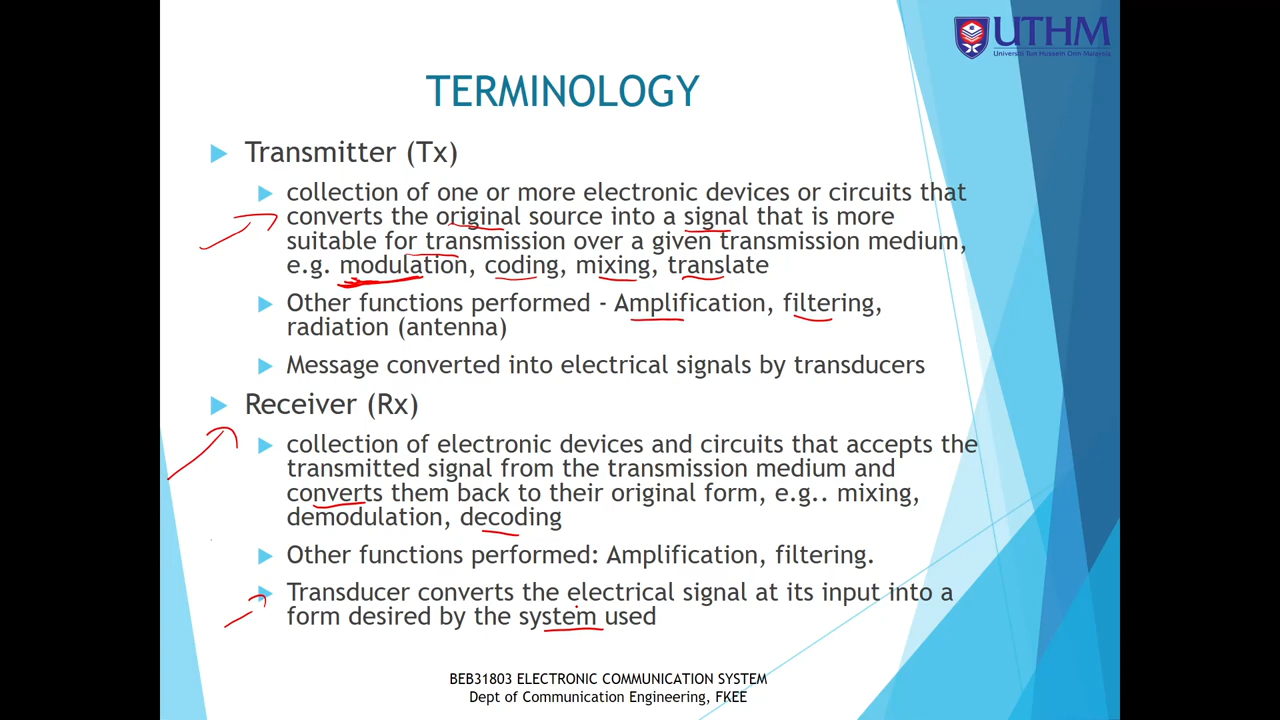 UTHM
Universiti Tun Hussein Onn Malaysia
TERMINOLOGY
Transmitter (Tx)
collection of one or more electronic devices or circuits that
converts the original source into a signal that is more
suitable for transmission over a given transmission medium,
e.g. modulation, coding, mixing, translate
Other functions performed - Amplification, filtering,
radiation (antenna)
Message converted into electrical signals by transducers
Receiver (Rx)
collection of electronic devices and circuits that accepts the
transmitted signal from the transmission medium and
converts them back to their original form, e.g.. mixing,
demodulation, decoding
Other functions performed: Amplification, filtering.
Transducer converts the electrical signal at its input into a
form desired by the system used
BEB31803 ELECTRONIC COMMUNICATION SYSTEM
Dept of Communication Engineering, FKEE